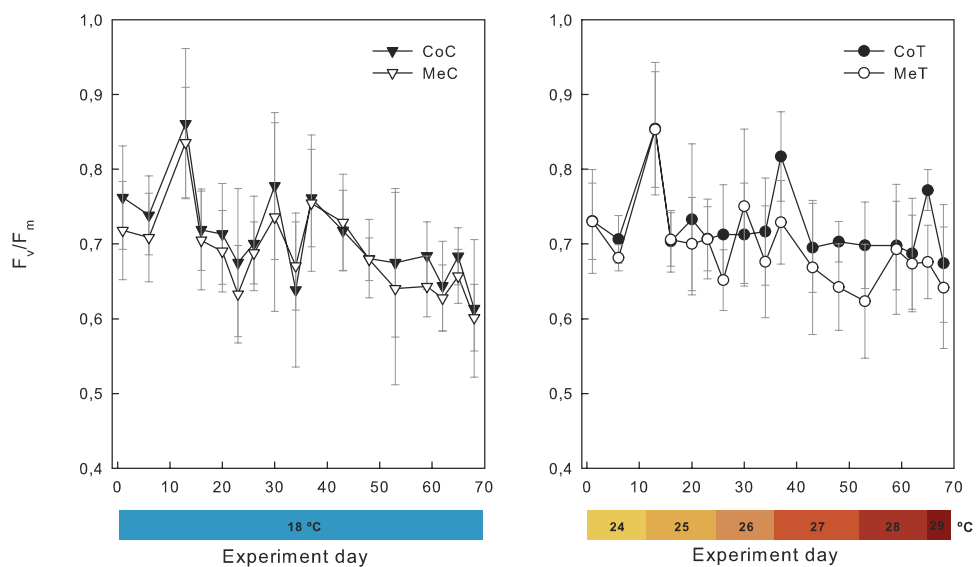 1,0
0,9
0,8
0,7
0,6
0,5
0,4
Fv/Fm
CoC
MeC
0 10 20 30 40 50 60 70
18 ºC
Experiment day
1,0
0,9
0,8
0,7
0,6
0,5
0,4
CoT
MeT
0 10 20 30 40 50 60 70
24 25 26 27 28 29 ºC
Experiment day